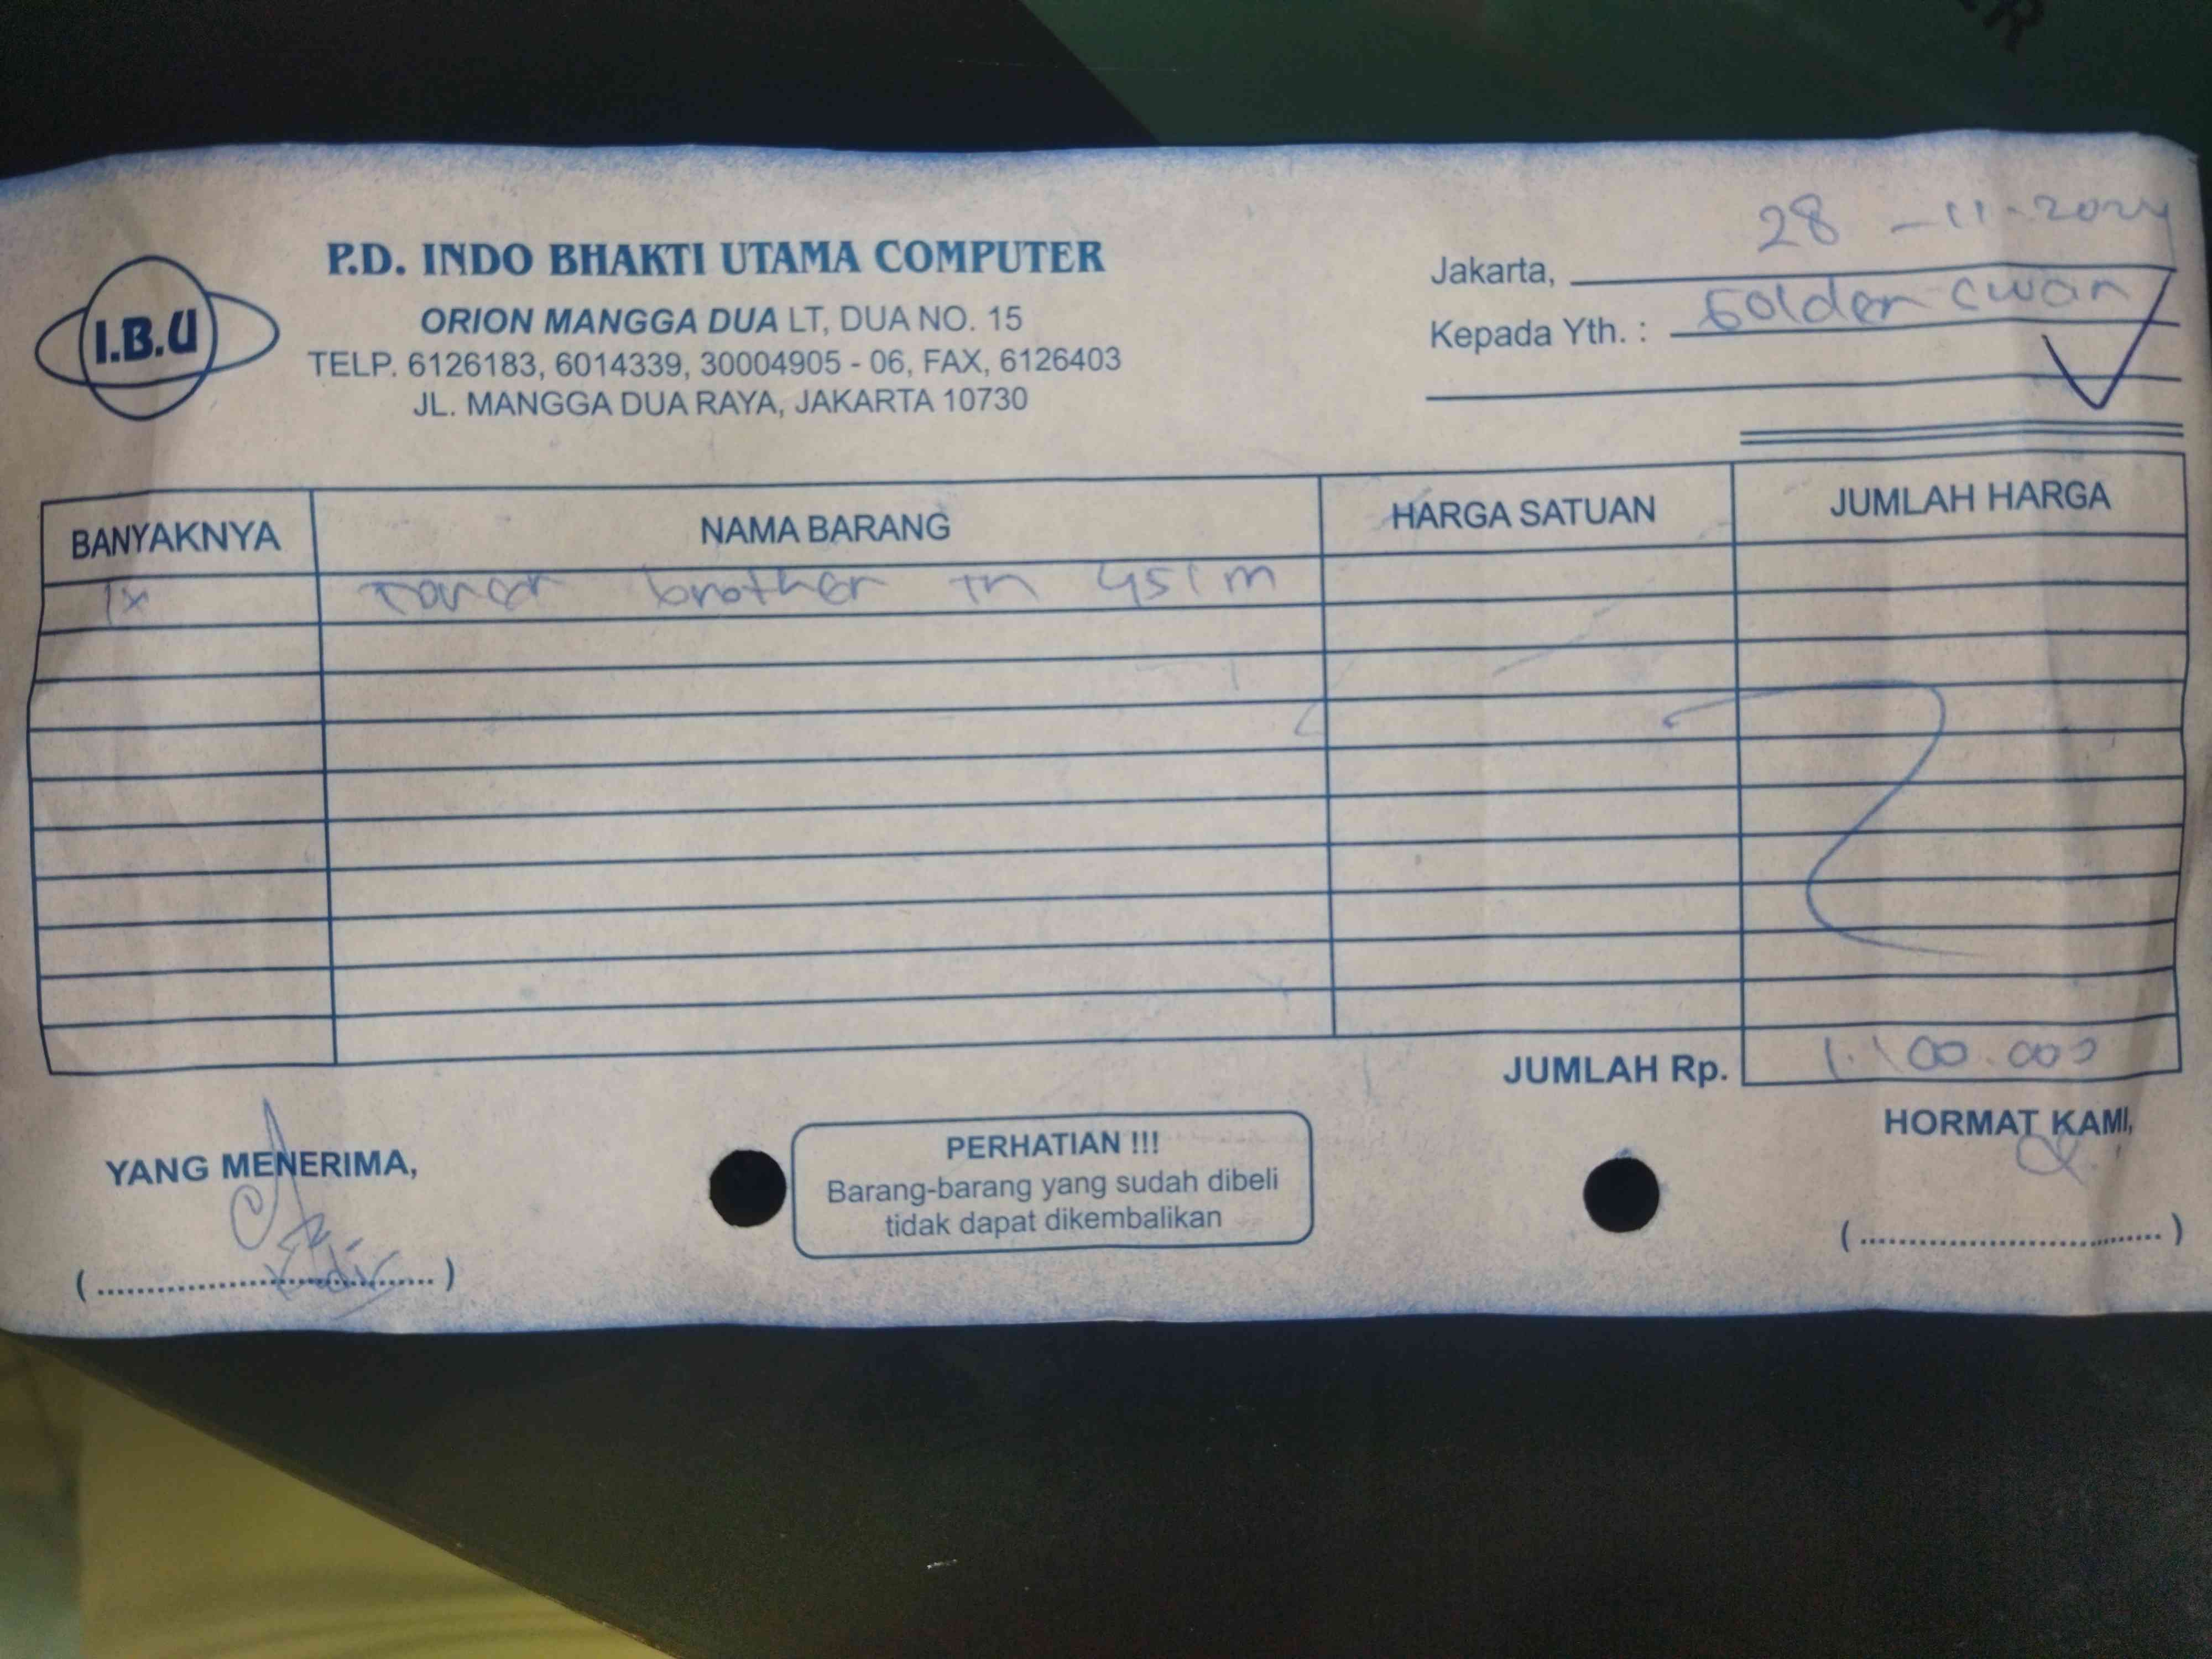 ER
I.B.U
P.D. INDO BHAKTI UTAMA COMPUTER
ORION MANGGA DUA LT, DUA NO. 15
TELP. 6126183, 6014339, 30004905 - 06, FAX, 6126403
JL. MANGGA DUA RAYA, JAKARTA 10730
Jakarta, 28 - 11 - 2024
Kepada Yth. : Golden Cwan
BANYAKNYA NAMA BARANG HARGA SATUAN JUMLAH HARGA
1x Toner brother Tn 451 m
JUMLAH Rp. 1.100.000
YANG MENERIMA,
PERHATIAN !!!
Barang-barang yang sudah dibeli
tidak dapat dikembalikan
HORMAT KAMI,